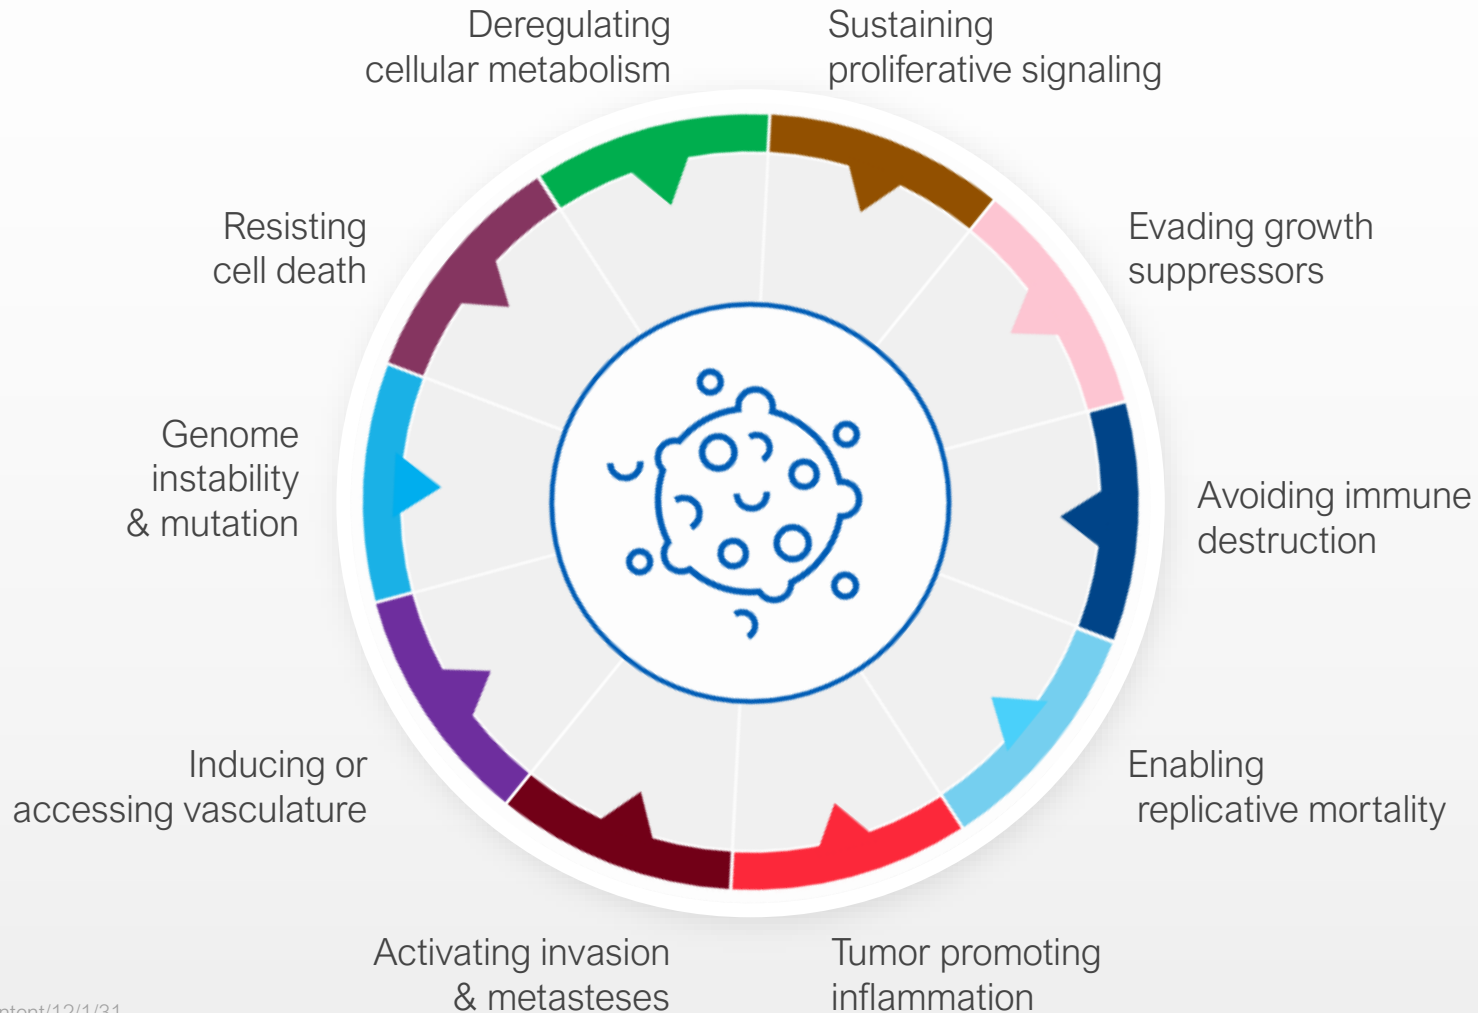 Deregulating
cellular metabolism
Sustaining
proliferative signaling
Resisting
cell death
Evading growth
suppressors
Genome
instability
& mutation
Avoiding immune
destruction
Inducing or
accessing vasculature
Enabling
replicative mortality
Activating invasion
& metasteses
Tumor promoting
inflammation